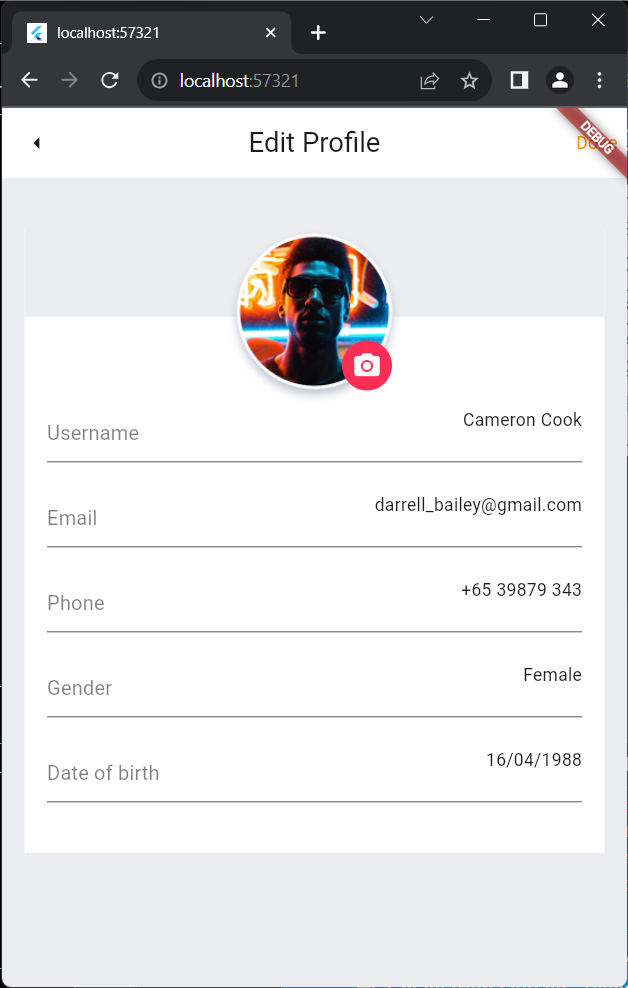 localhost:57321
localhost:57321
Edit Profile
DEBUG
Username
Cameron Cook
Email
darrell_bailey@gmail.com
Phone
+65 39879 343
Gender
Female
Date of birth
16/04/1988